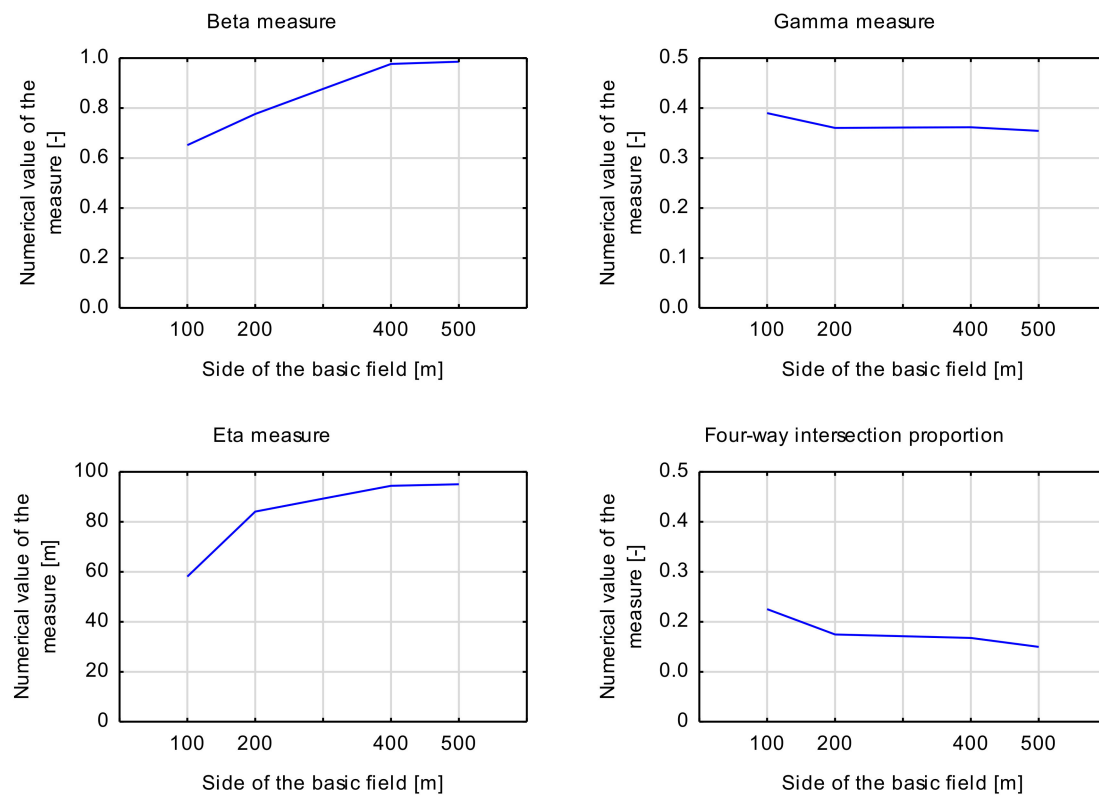 Beta measure
Numerical value of the
measure [-]
1.0
0.8
0.6
0.4
0.2
0.0
100 200 400 500
Side of the basic field [m]
Gamma measure
Numerical value of the
measure [-]
0.5
0.4
0.3
0.2
0.1
0.0
100 200 400 500
Side of the basic field [m]
Eta measure
Numerical value of the
measure [m]
100
80
60
40
20
0
100 200 400 500
Side of the basic field [m]
Four-way intersection proportion
Numerical value of the
measure [-]
0.5
0.4
0.3
0.2
0.0
0
100 200 400 500
Side of the basic field [m]